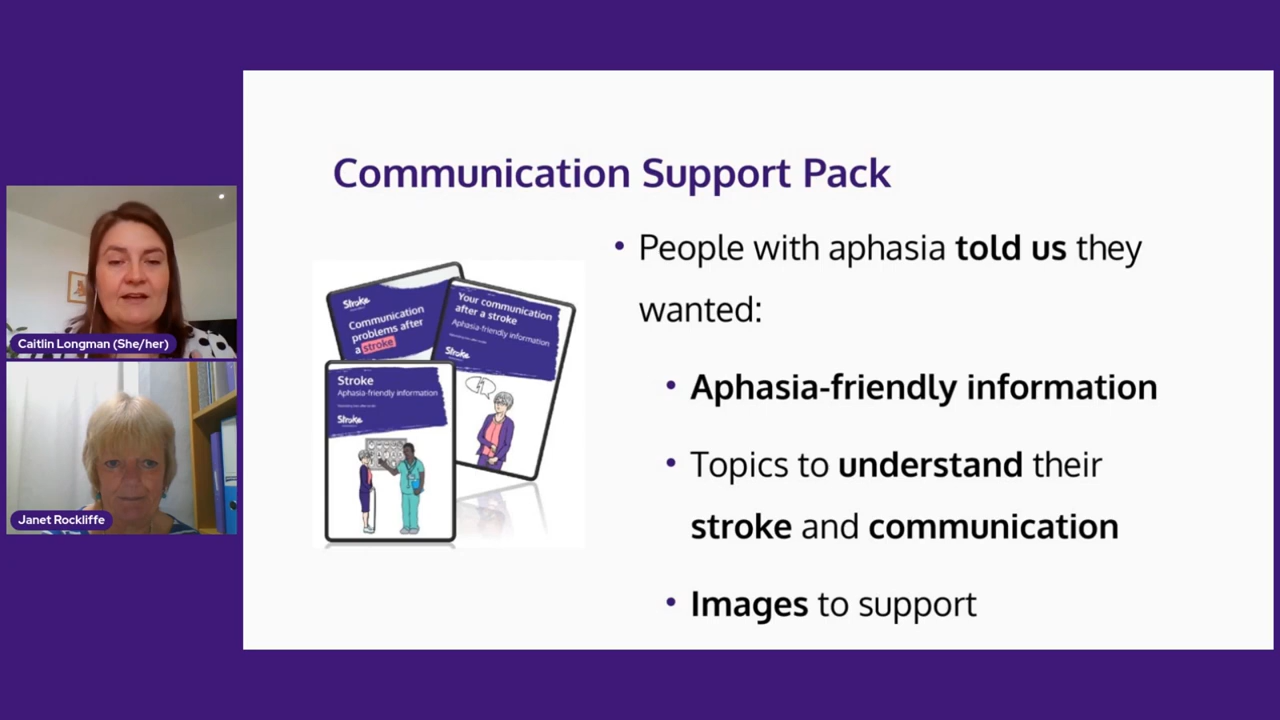 Communication Support Pack
People with aphasia told us they
wanted:
Aphasia-friendly information
Topics to understand their
stroke and communication
Images to support
Stroke
Communication
problems after
a stroke
Your communication
after a stroke
Aphasia-friendly information
Stroke
Stroke
Aphasia-friendly information
Stroke
Caitlin Longman (She/her)
Janet Rockliffe